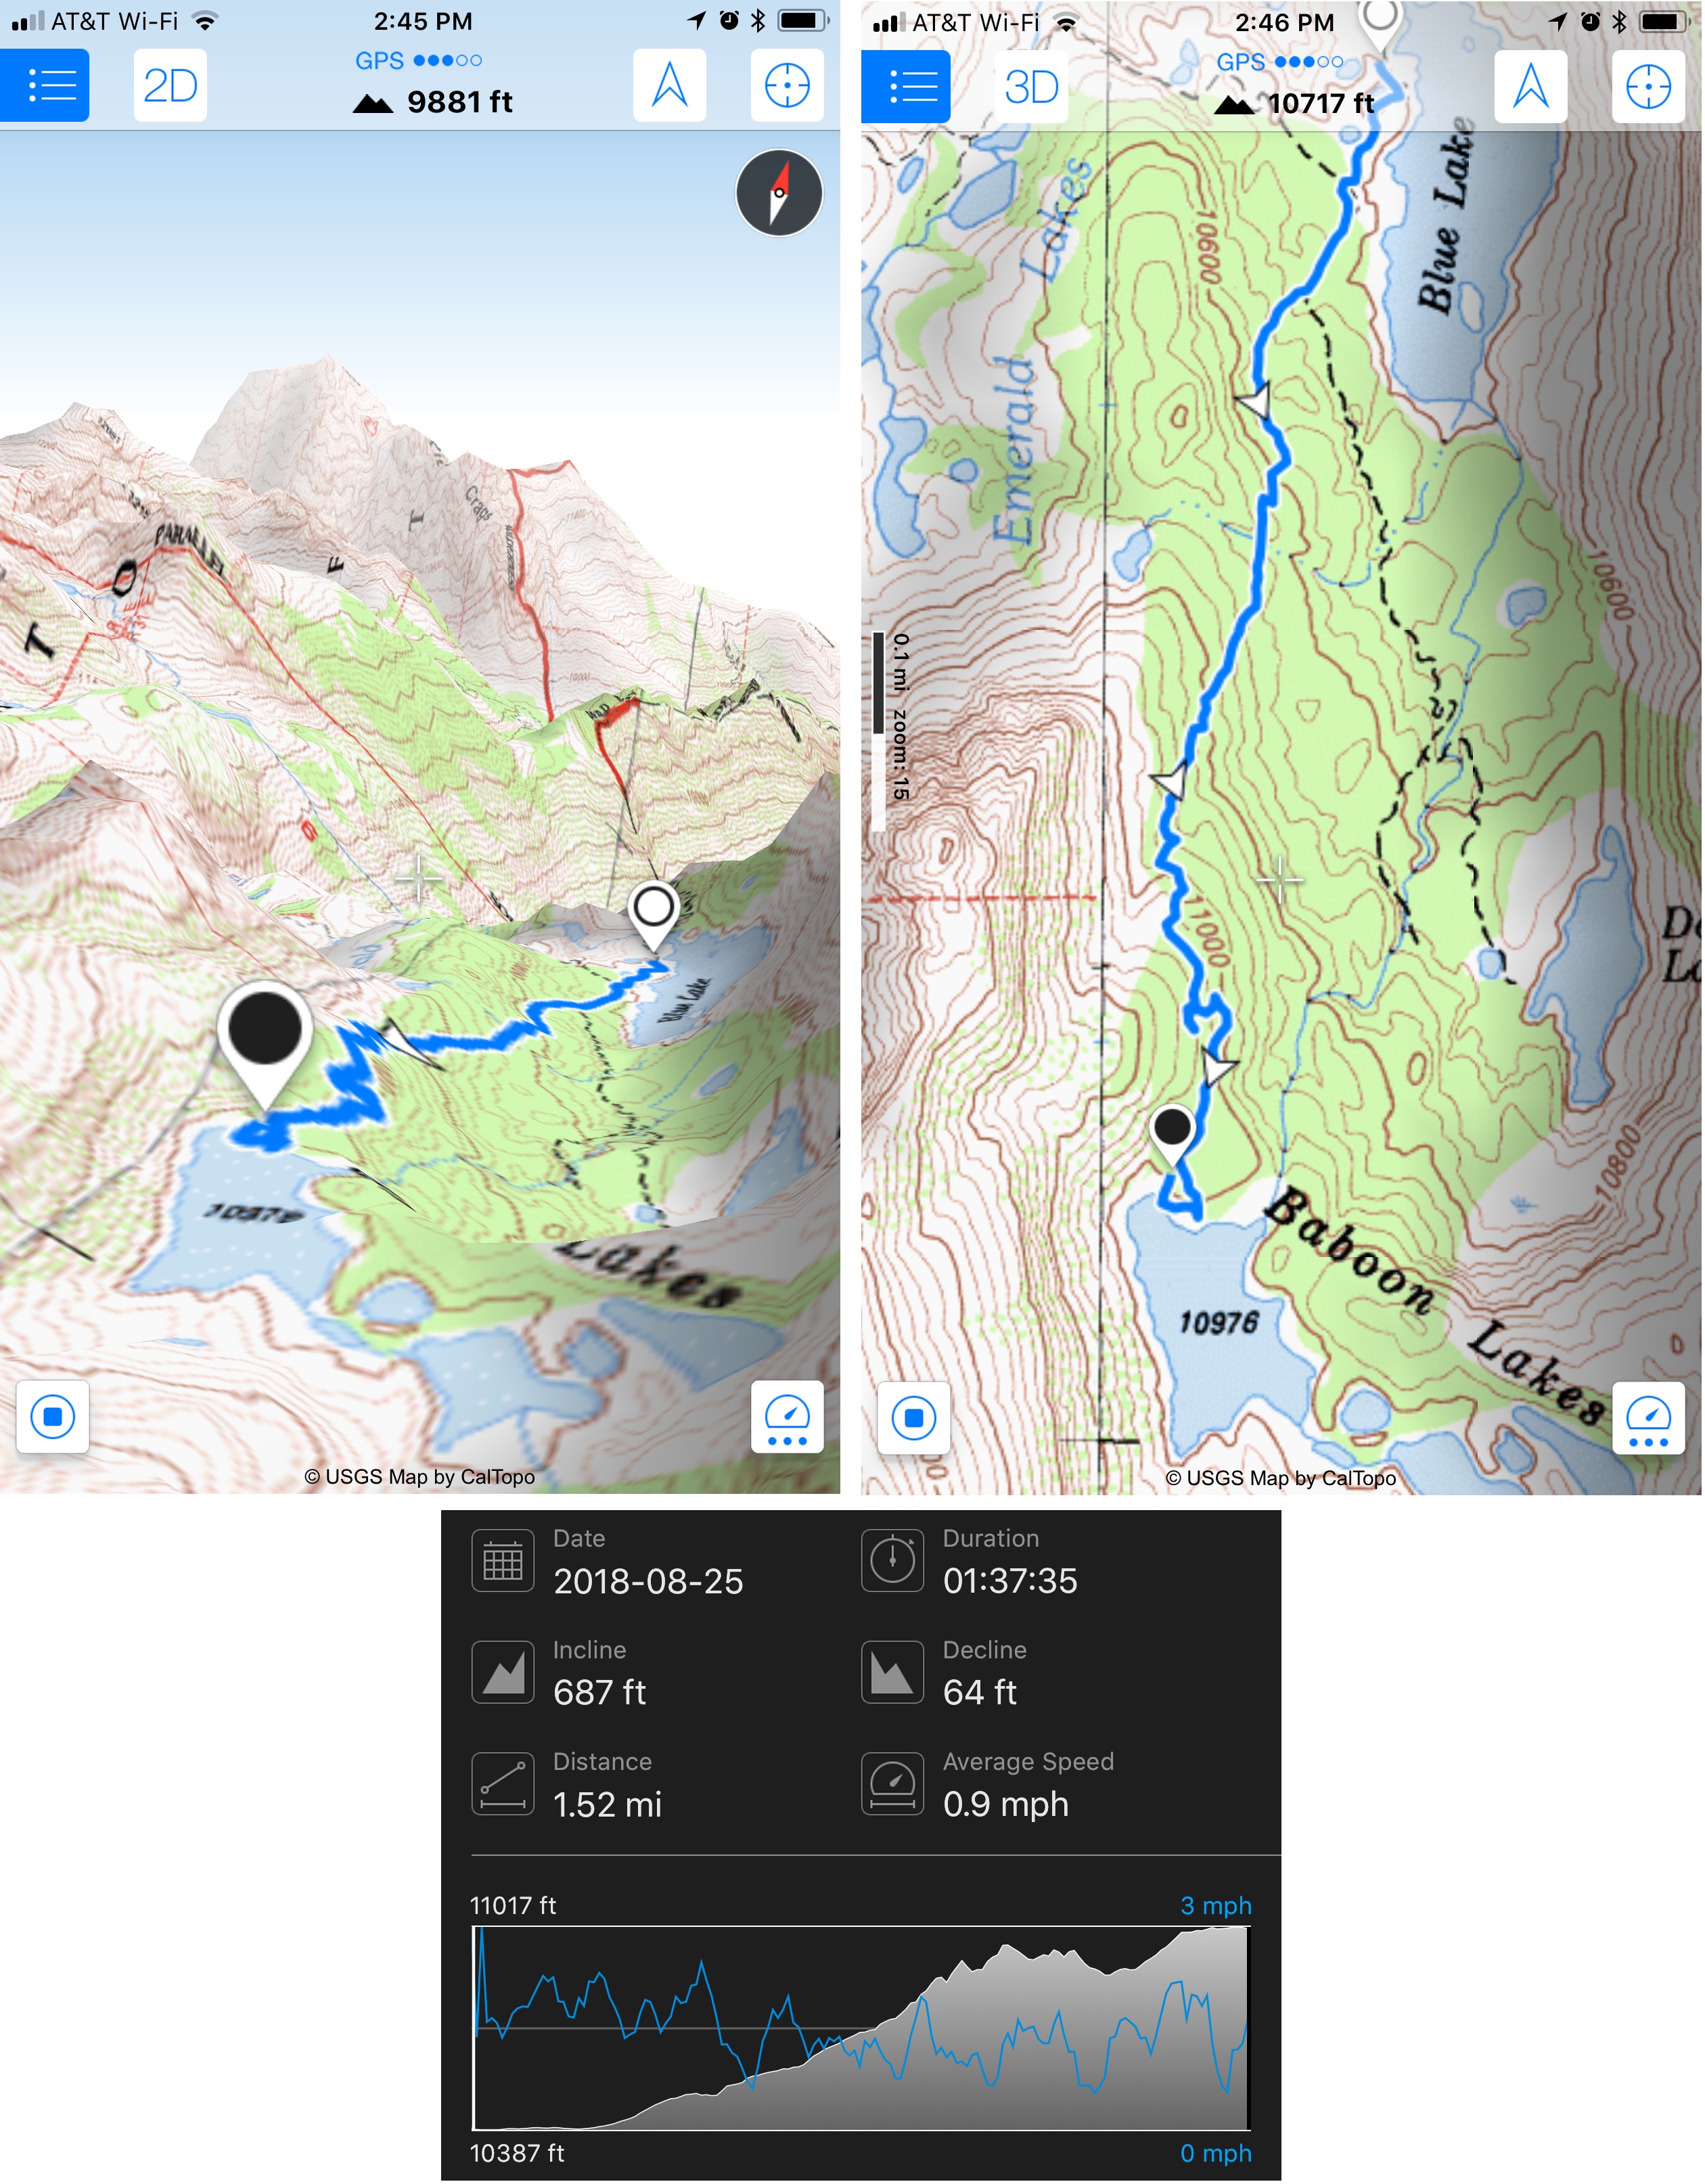 AT&T Wi-Fi 2:45 PM
2D
GPS
9881 ft
Crags
PARALLEL
T
O
F
I
Blue Lake
Lakes
© USGS Map by CalTopo
AT&T Wi-Fi 2:46 PM
3D
GPS
10717 ft
Blue Lake
Emerald Lakes
10600
10600
0.1 mi zoom: 15
11000
10800
Baboon Lakes
10976
© USGS Map by CalTopo
Date
2018-08-25
Duration
01:37:35
Incline
687 ft
Decline
64 ft
Distance
1.52 mi
Average Speed
0.9 mph
11017 ft
3 mph
10387 ft
0 mph